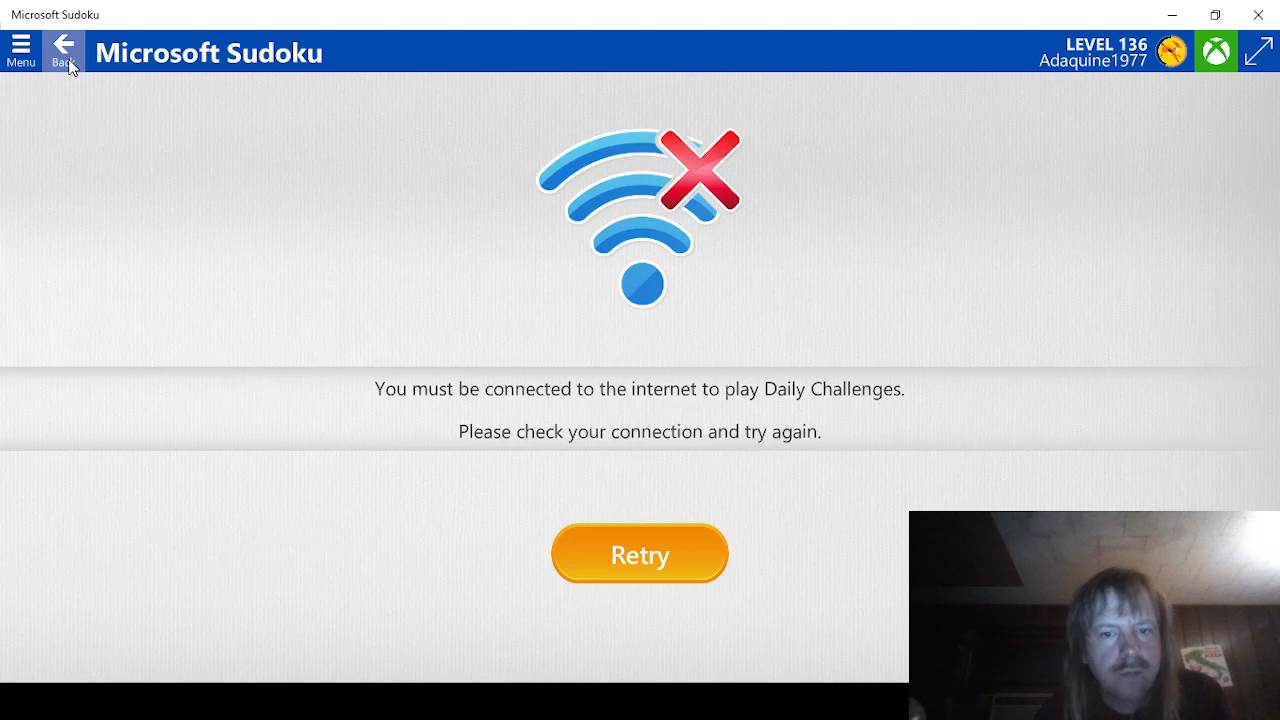 Microsoft Sudoku
Menu
Back
Microsoft Sudoku
LEVEL 136
Adaquine1977
You must be connected to the internet to play Daily Challenges.
Please check your connection and try again.
Retry